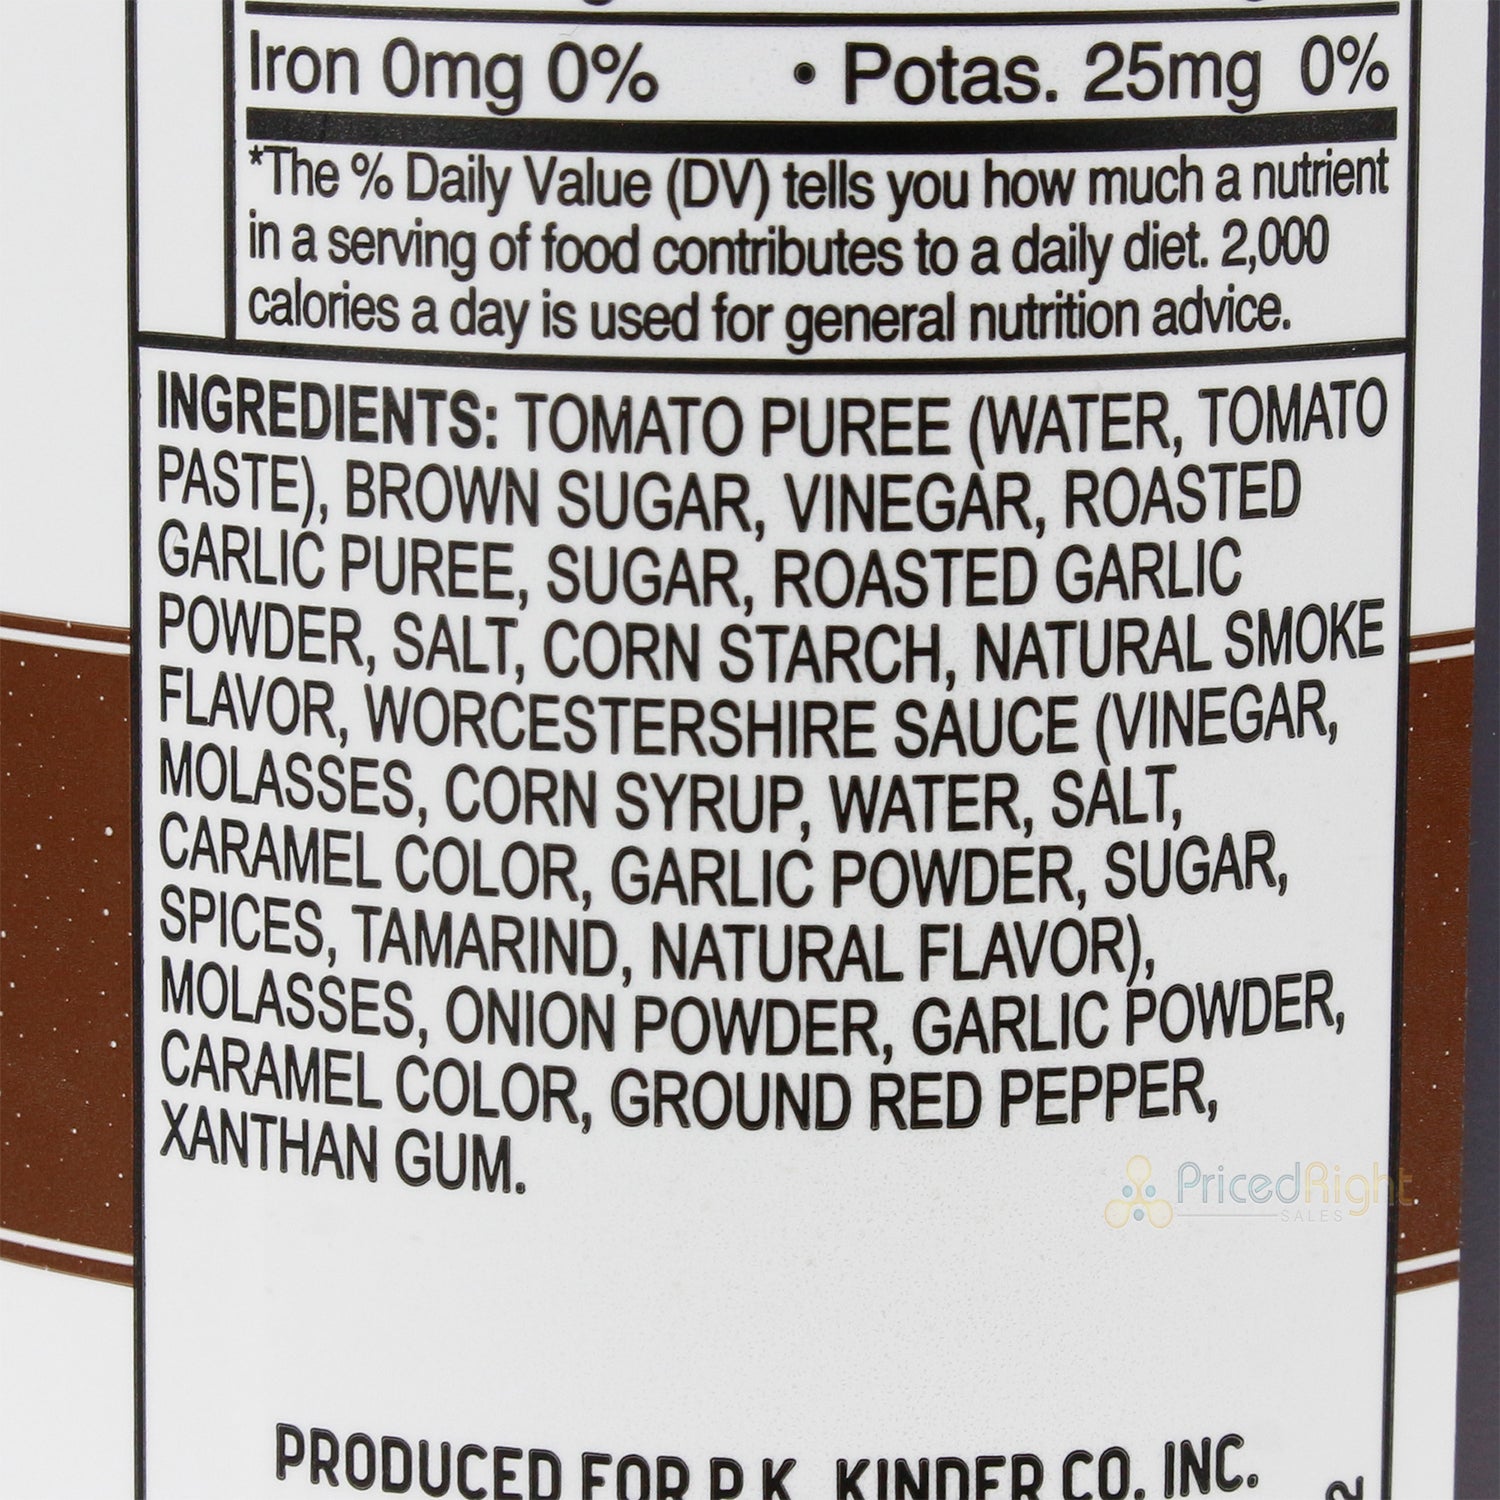 Iron 0mg 0% • Potas. 25mg 0%
*The % Daily Value (DV) tells you how much a nutrient
in a serving of food contributes to a daily diet. 2,000
calories a day is used for general nutrition advice.
INGREDIENTS: TOMATO PUREE (WATER, TOMATO
PASTE), BROWN SUGAR, VINEGAR, ROASTED
GARLIC PUREE, SUGAR, ROASTED GARLIC
POWDER, SALT, CORN STARCH, NATURAL SMOKE
FLAVOR, WORCESTERSHIRE SAUCE (VINEGAR,
MOLASSES, CORN SYRUP, WATER, SALT,
CARAMEL COLOR, GARLIC POWDER, SUGAR,
SPICES, TAMARIND, NATURAL FLAVOR),
MOLASSES, ONION POWDER, GARLIC POWDER,
CARAMEL COLOR, GROUND RED PEPPER,
XANTHAN GUM.
PricedRight
SALES
PRODUCED FOR P.K. KINDER CO. INC.